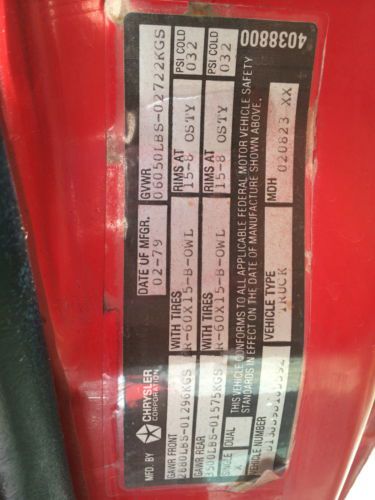 4038800
MFD. BY CHRYSLER CORPORATION
DATE OF MFGR. GVWR
02-79 06050LBS-02722KGS
GAWR FRONT WITH TIRES RIMS AT PSI COLD
2680LBS-01296KGS R-60X15-B-OWL 15-8 OSTY 032
GAWR REAR WITH TIRES RIMS AT PSI COLD
3500LBS-01575KGS R-60X15-B-OWL 15-8 OSTY 032
SINGLE DUAL
X
THIS VEHICLE CONFORMS TO ALL APPLICABLE FEDERAL MOTOR VEHICLE SAFETY
STANDARDS IN EFFECT ON THE DATE OF MANUFACTURE SHOWN ABOVE.
VEHICLE NUMBER VEHICLE TYPE MDH
TRUCK 020823 XX